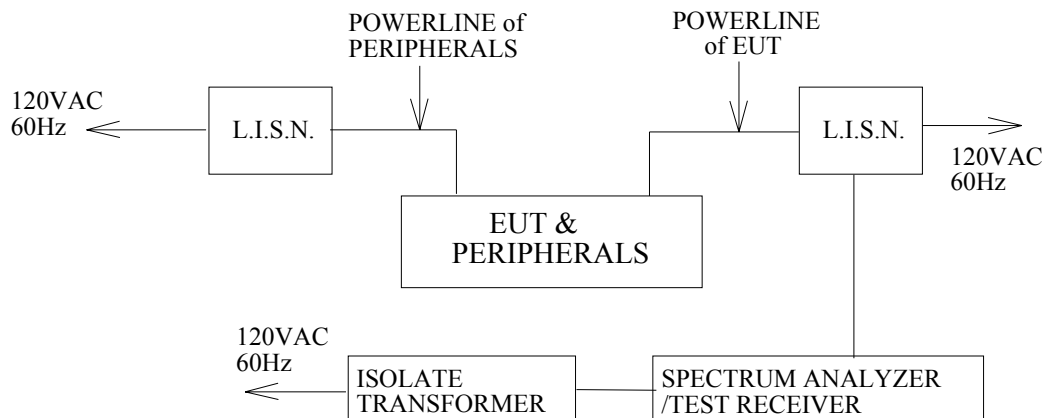 POWERLINE of
PERIPHERALS
POWERLINE
of EUT
120VAC
60Hz
L.I.S.N.
L.I.S.N.
120VAC
60Hz
EUT &
PERIPHERALS
120VAC
60Hz
ISOLATE
TRANSFORMER
SPECTRUM ANALYZER
/TEST RECEIVER